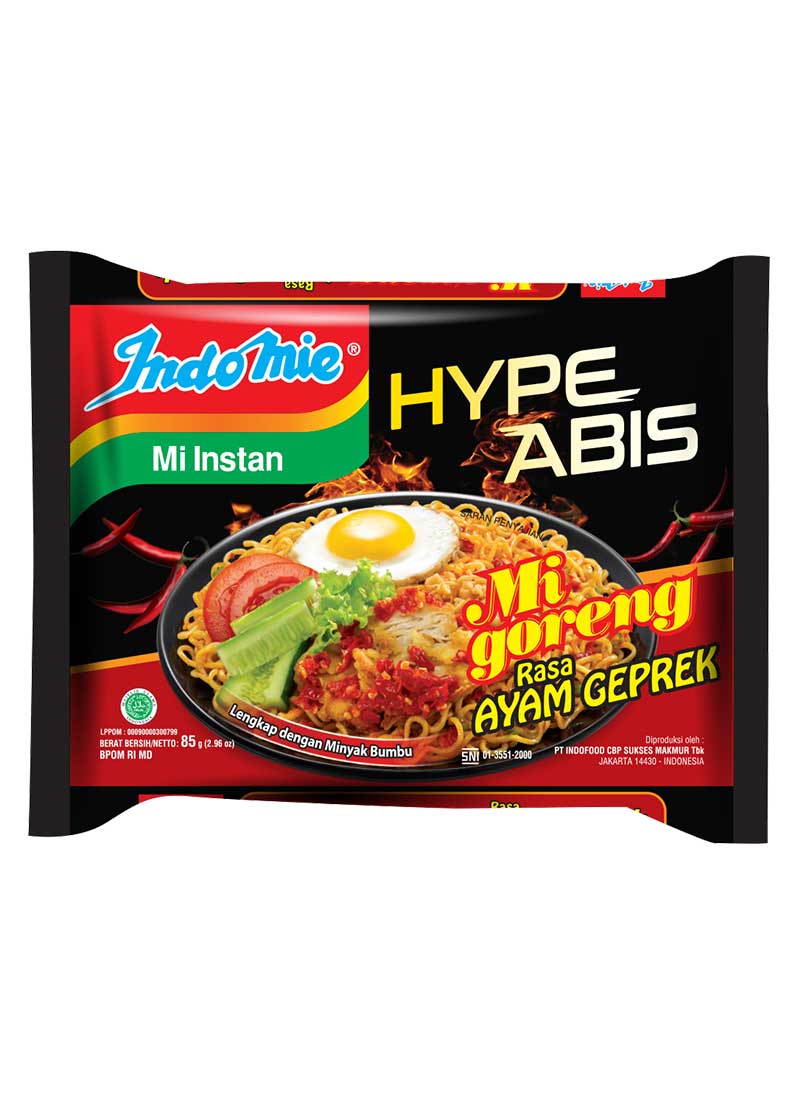 Rasa
Indomie®
Mi Instan
HYPE
ABIS
SARAN PENYAJIAN
Mi
goreng
Rasa
AYAM GEPREK
Lengkap dengan Minyak Bumbu
LPPOM : 00090000300799
BERAT BERSIH/NETTO: 85 g (2.96 oz)
BPOM RI MD
SNI 01-3551-2000
Diproduksi oleh :
PT INDOFOOD CBP SUKSES MAKMUR Tbk
JAKARTA 14430 - INDONESIA
Rasa